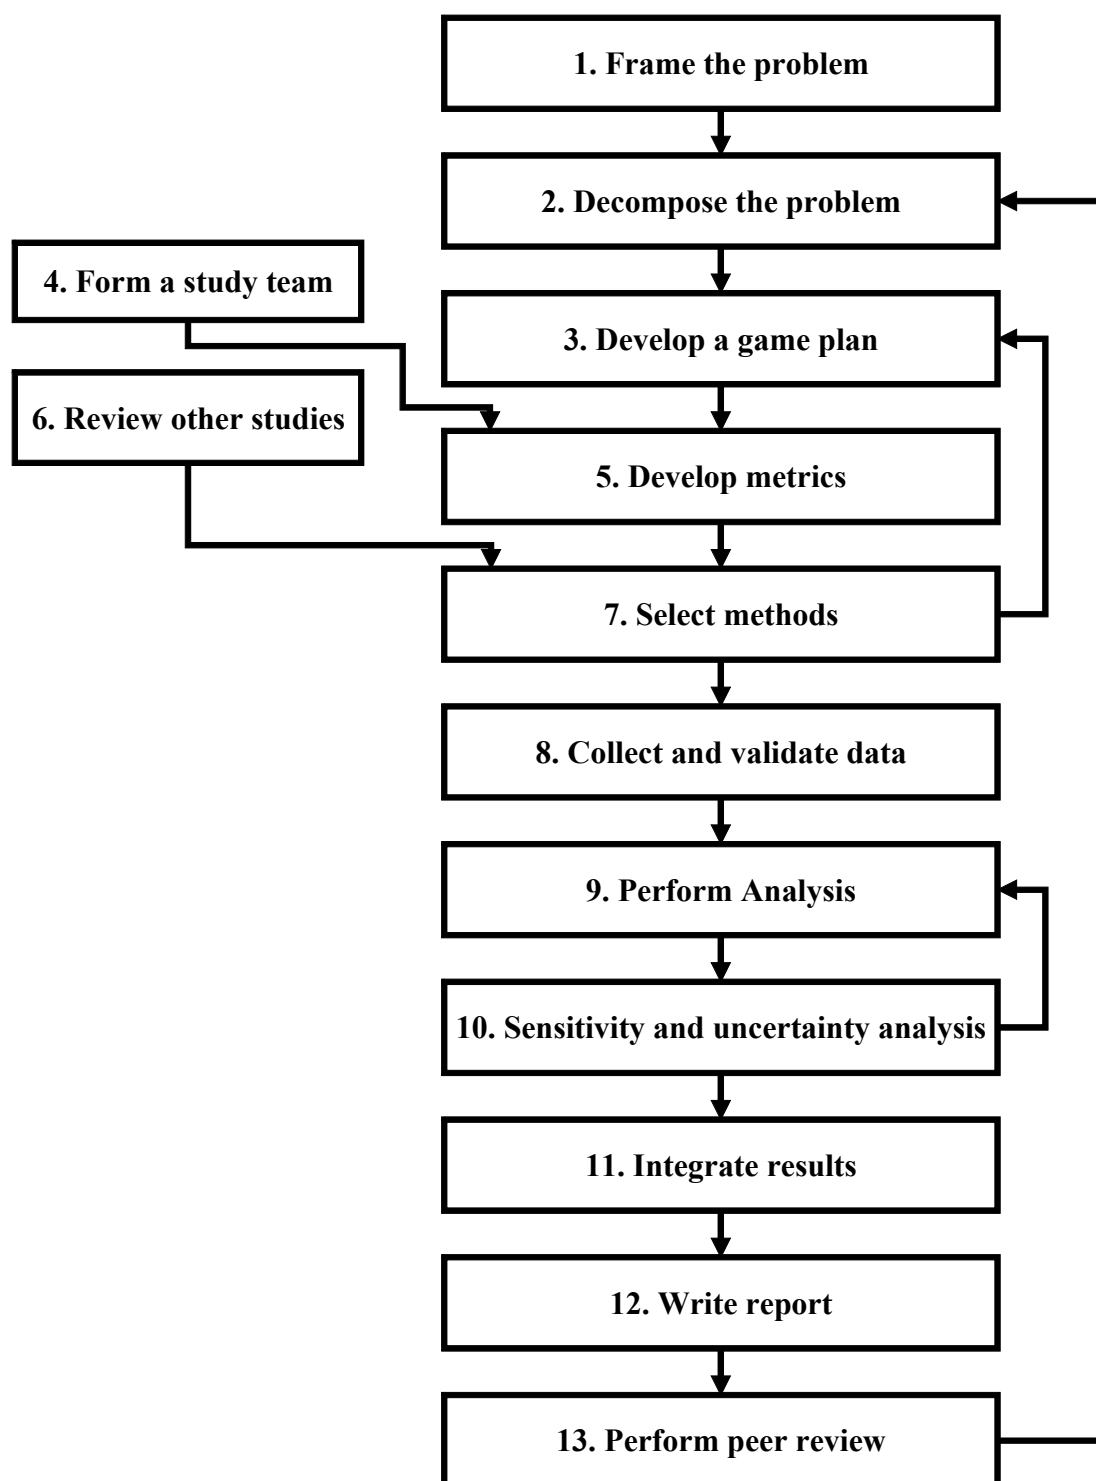 1. Frame the problem
2. Decompose the problem
4. Form a study team
3. Develop a game plan
6. Review other studies
5. Develop metrics
7. Select methods
8. Collect and validate data
9. Perform Analysis
10. Sensitivity and uncertainty analysis
11. Integrate results
12. Write report
13. Perform peer review